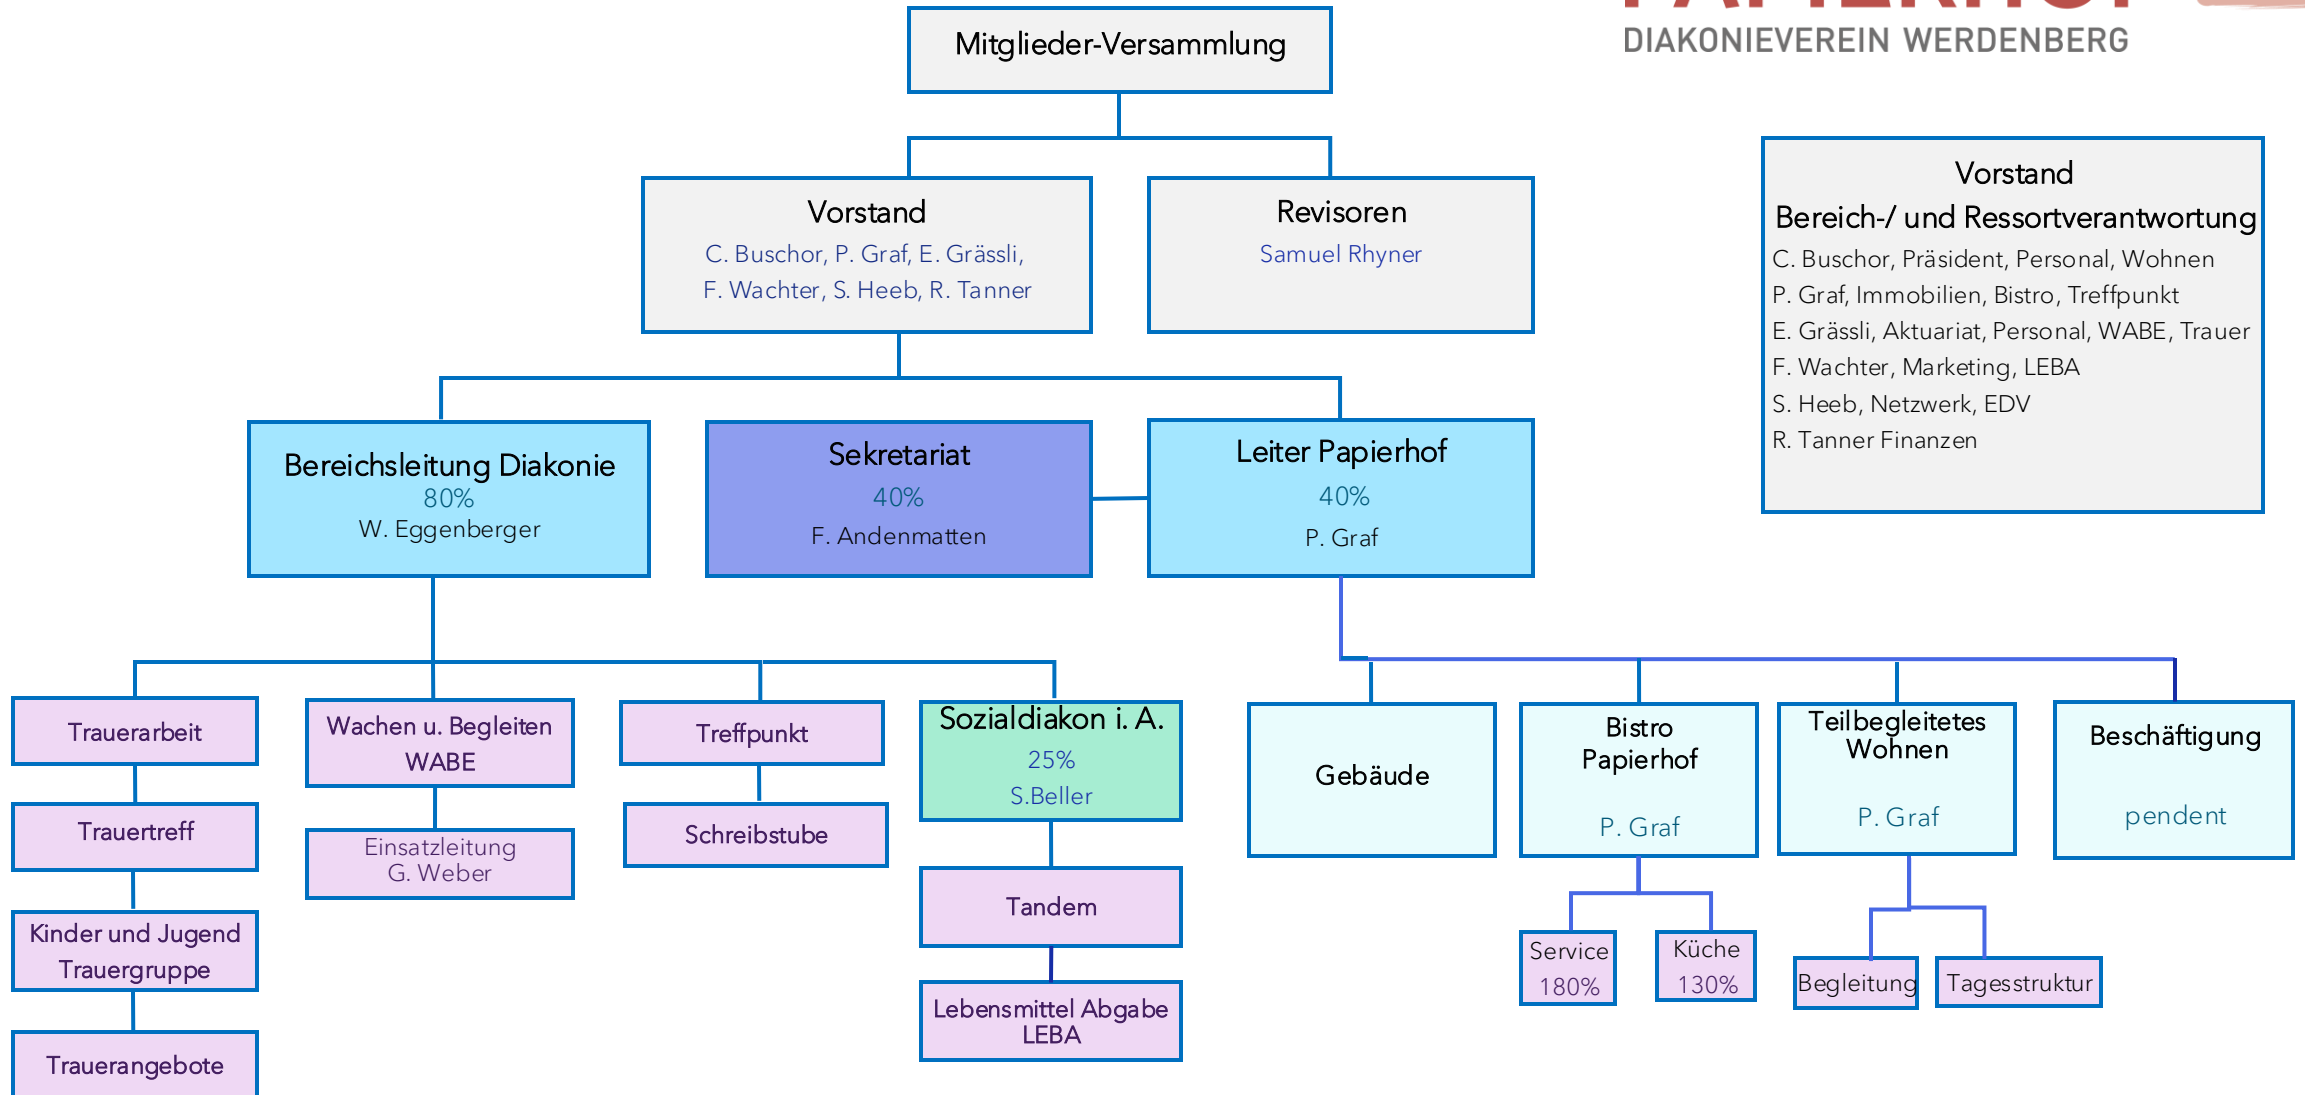 Mitglieder-Versammlung
DIAKONIEVEREIN WERDENBERG
Vorstand
C. Buschor, P. Graf, E. Grässli,
F. Wachter, S. Heeb, R. Tanner
Revisoren
Samuel Rhyner
Vorstand
Bereich-/ und Ressortverantwortung
C. Buschor, Präsident, Personal, Wohnen
P. Graf, Immobilien, Bistro, Treffpunkt
E. Grässli, Aktuariat, Personal, WABE, Trauer
F. Wachter, Marketing, LEBA
S. Heeb, Netzwerk, EDV
R. Tanner Finanzen
Bereichsleitung Diakonie
80%
W. Eggenberger
Sekretariat
40%
F. Andenmatten
Leiter Papierhof
40%
P. Graf
Trauerarbeit
Trauertreff
Kinder und Jugend
Trauergruppe
Trauerangebote
Wachen u. Begleiten
WABE
Einsatzleitung
G. Weber
Treffpunkt
Schreibstube
Sozialdiakon i. A.
25%
S.Beller
Tandem
Lebensmittel Abgabe
LEBA
Gebäude
Bistro
Papierhof
P. Graf
Service
180%
Küche
130%
Teilbegleitetes
Wohnen
P. Graf
Begleitung
Tagesstruktur
Beschäftigung
pendent